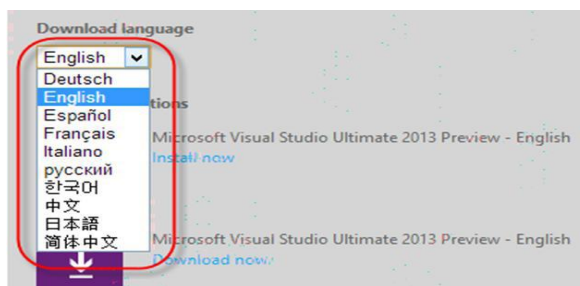 Download language
English
Deutsch
English
Español
Français
Italiano
русский
한국어
中文
日本語
简体中文
tions
Microsoft Visual Studio Ultimate 2013 Preview - English
Install now
Microsoft Visual Studio Ultimate 2013 Preview - English
Download now